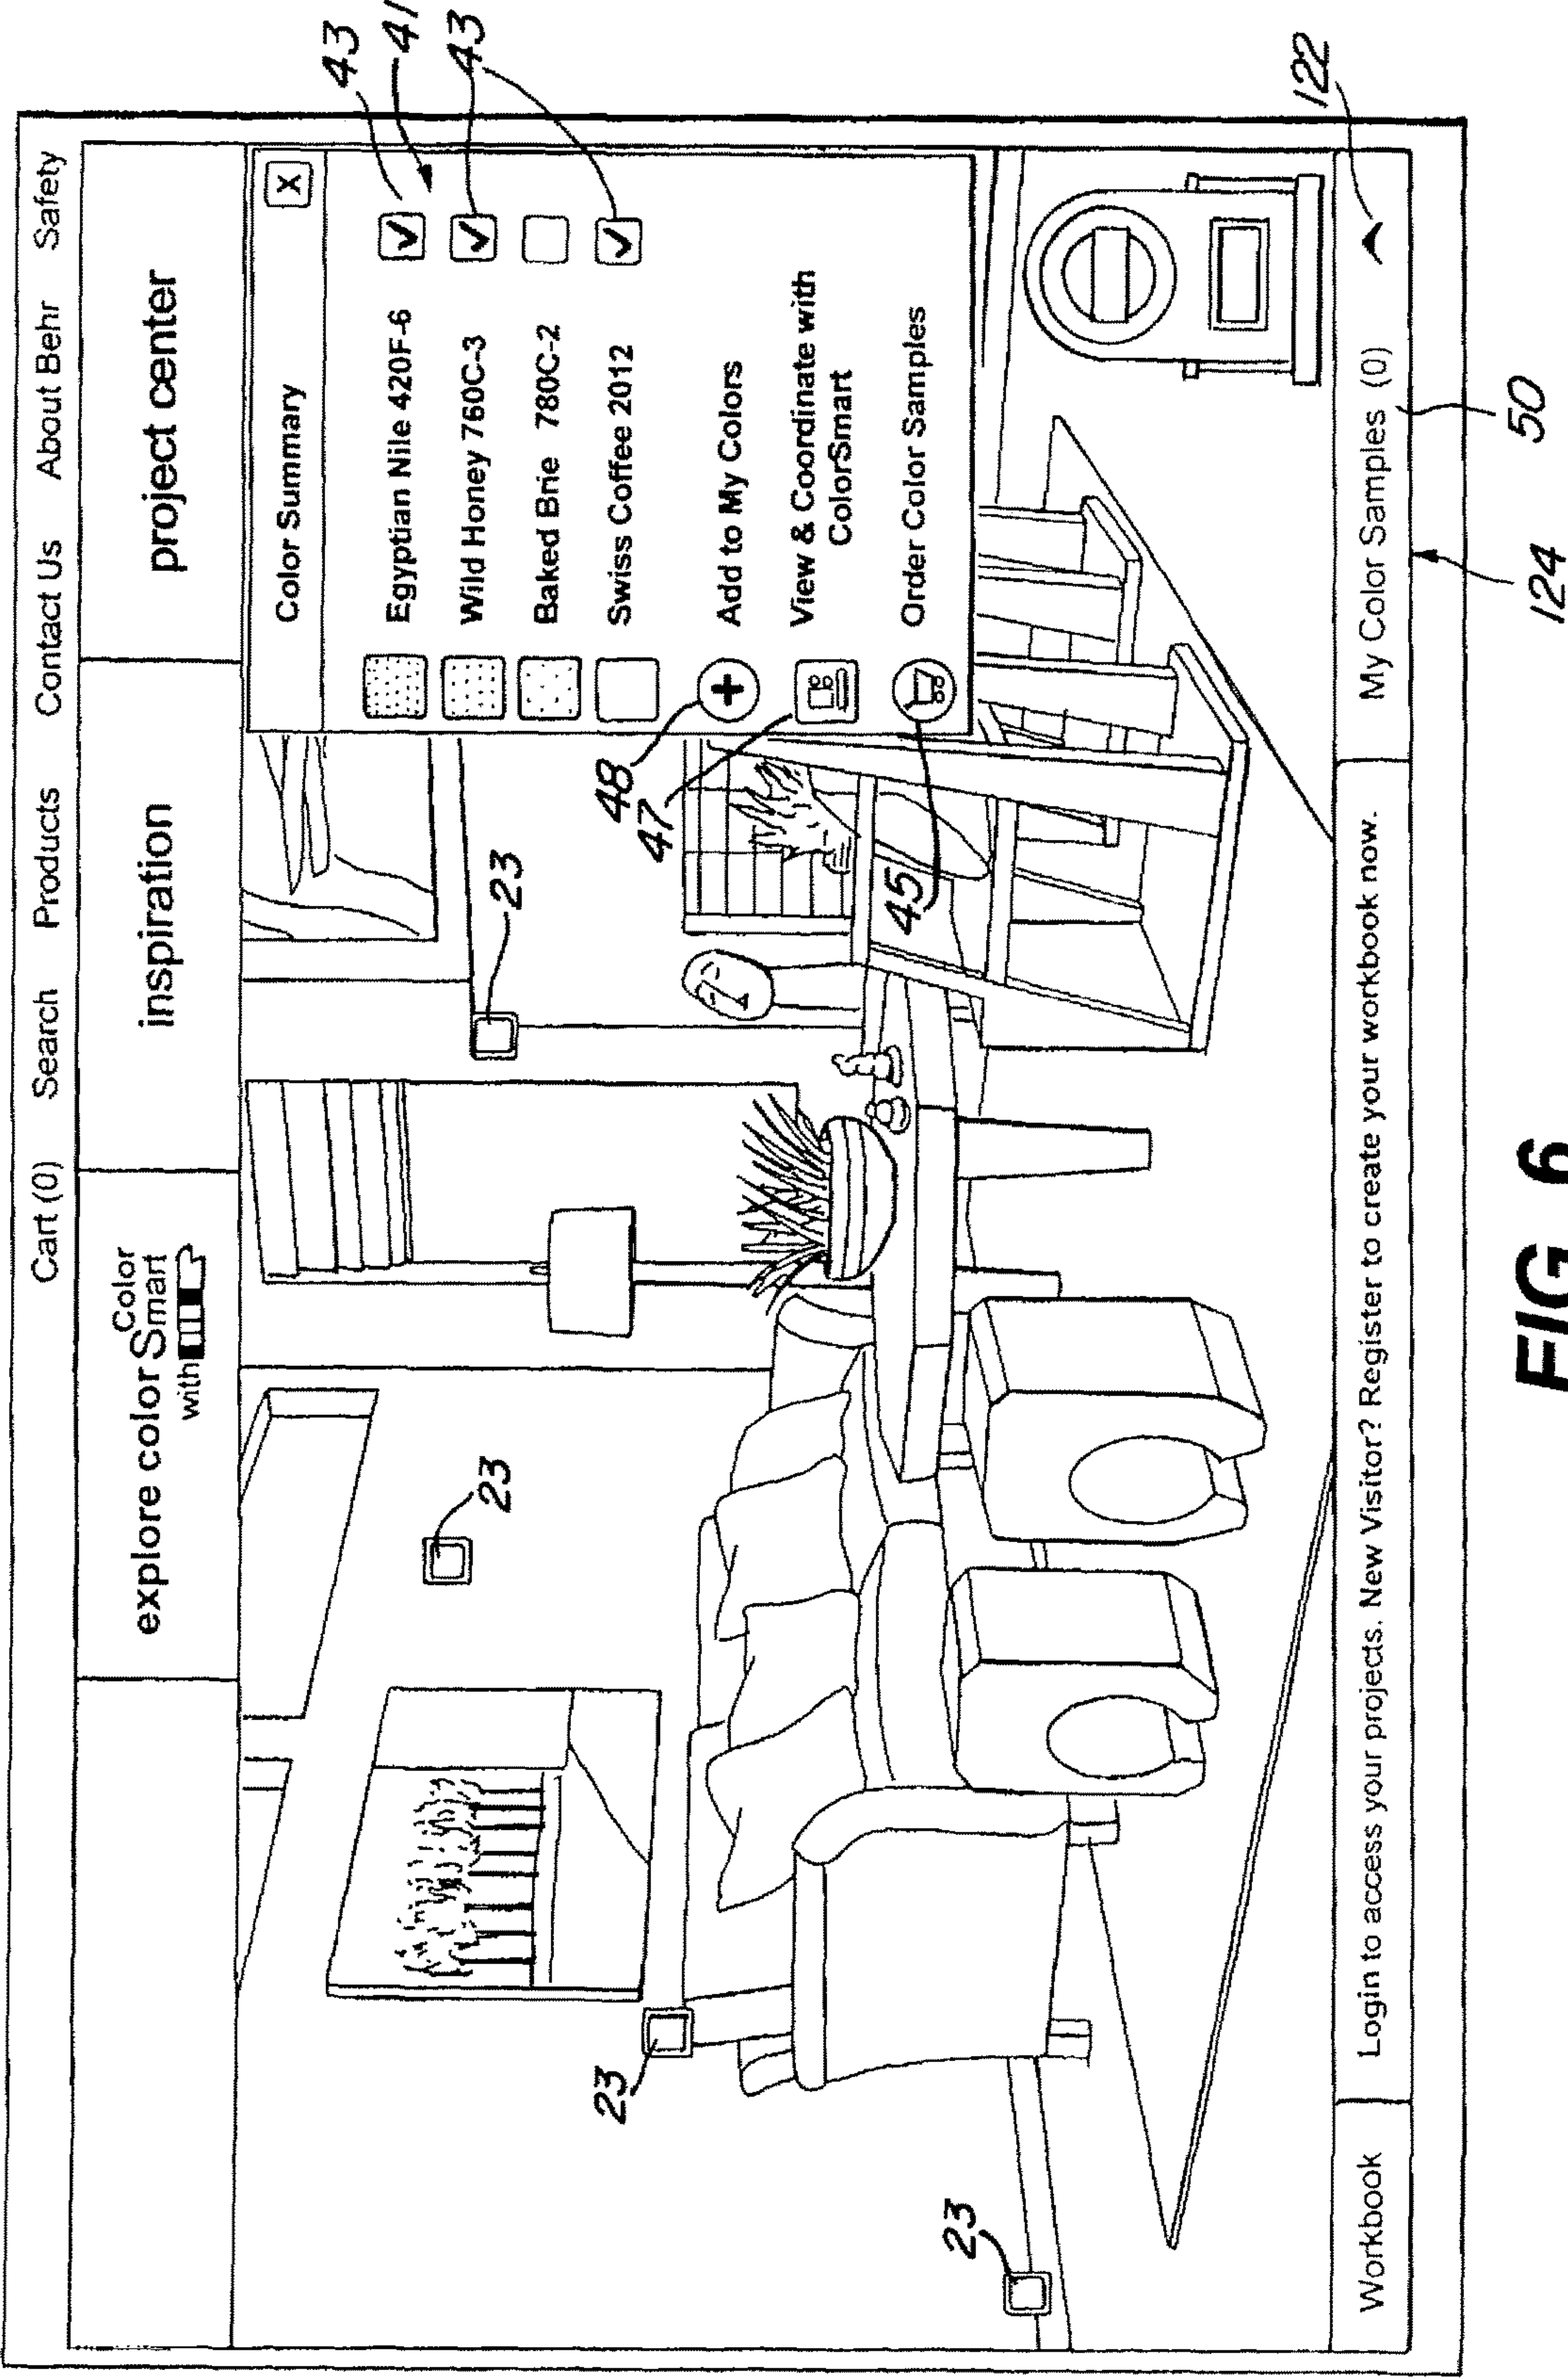 Cart (0) Search Products Contact Us About Behr Safety
explore color
with
Color
Smart
inspiration
project center
Color Summary X
Egyptian Nile 420F-6
Wild Honey 760C-3
Baked Brie 780C-2
Swiss Coffee 2012
Add to My Colors
View & Coordinate with
ColorSmart
Order Color Samples
43
41
43
48
47
45
23
23
23
23
Workbook
Login to access your projects. New Visitor? Register to create your workbook now.
My Color Samples (0)
122
50
124
FIG. 6